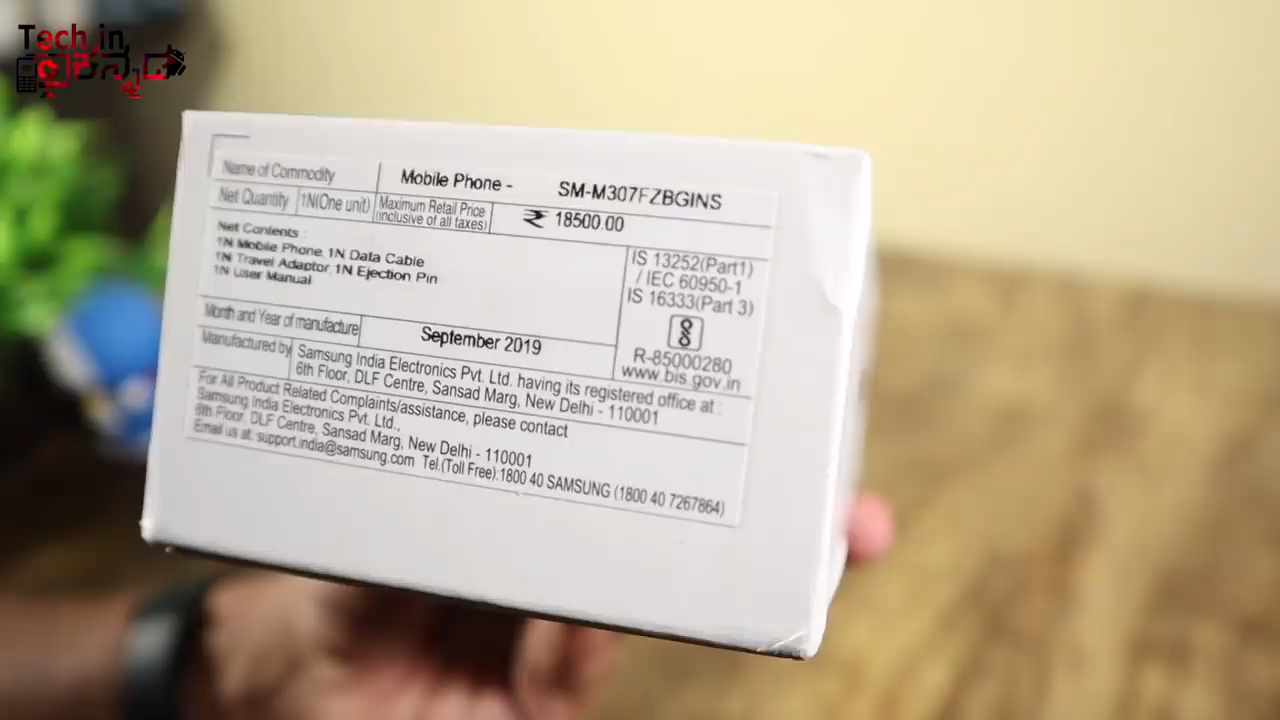 Tech in
ಕನ್ನಡ
Name of Commodity Mobile Phone - SM-M307FZBGINS
Net Quantity 1N(One unit) Maximum Retail Price (inclusive of all taxes) ₹ 18500.00
Net Contents :
1N Mobile Phone, 1N Data Cable
1N Travel Adaptor, 1N Ejection Pin
1N User Manual
IS 13252(Part1)
/ IEC 60950-1
IS 16333(Part 3)
R-85000280
www.bis.gov.in
Month and Year of manufacture September 2019
Manufactured by Samsung India Electronics Pvt. Ltd. having its registered office at :
6th Floor, DLF Centre, Sansad Marg, New Delhi - 110001
For All Product Related Complaints/assistance, please contact
Samsung India Electronics Pvt. Ltd.,
6th Floor, DLF Centre, Sansad Marg, New Delhi - 110001
Email us at: support.india@samsung.com Tel.(Toll Free):1800 40 SAMSUNG (1800 40 7267864)